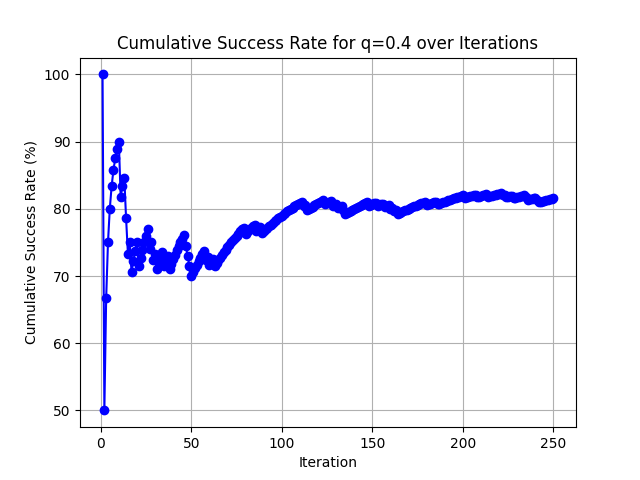 Cumulative Success Rate for q=0.4 over Iterations
100
90
80
70
60
50
Cumulative Success Rate (%)
0 50 100 150 200 250
Iteration